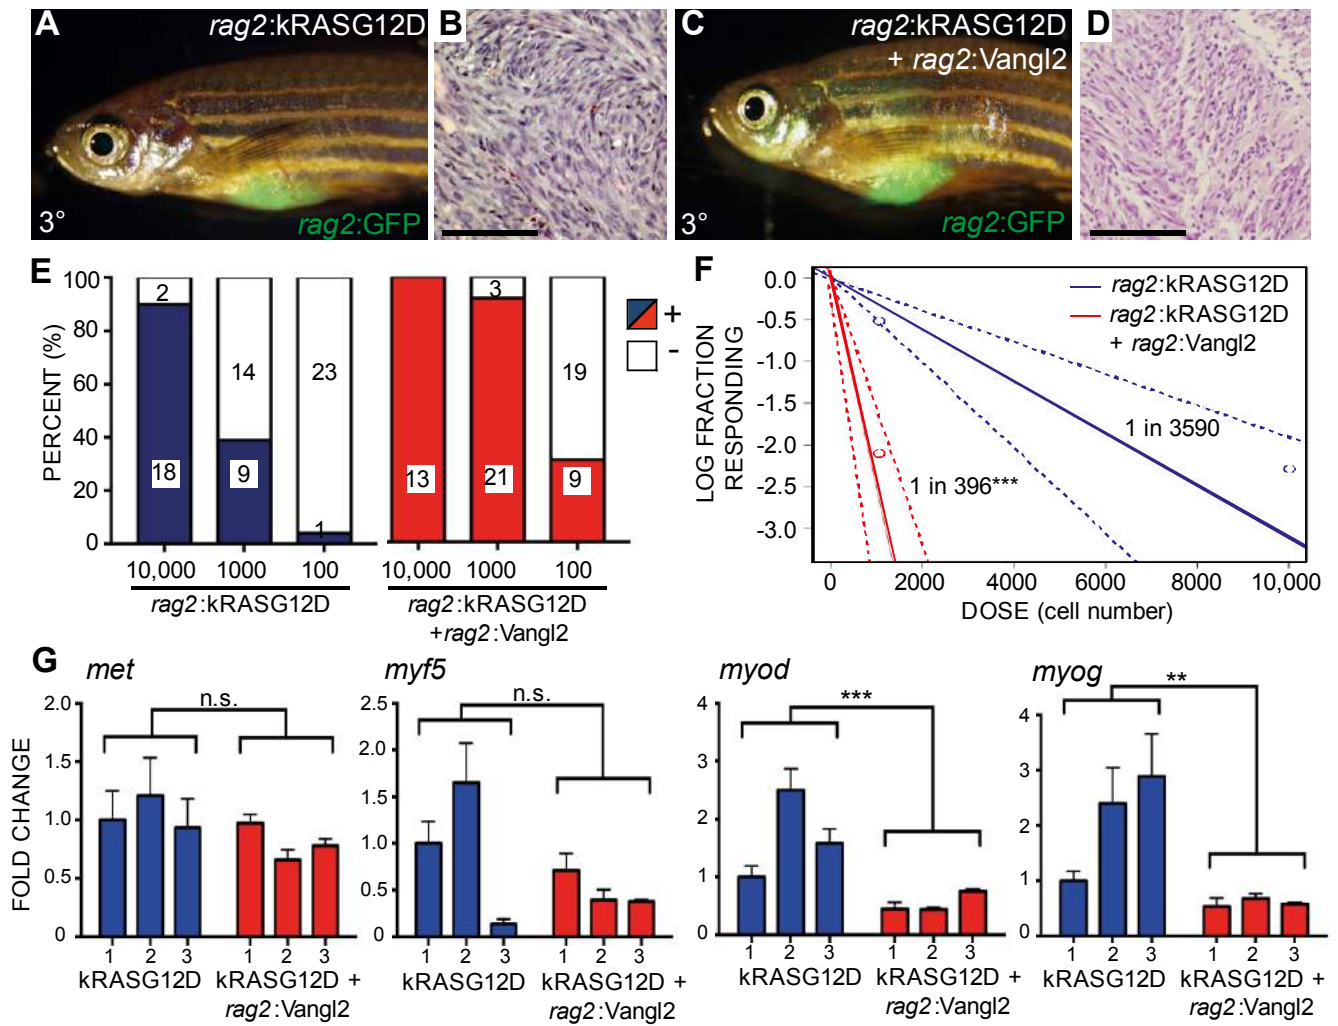 A
rag2:kRASG12D
3°
rag2:GFP
B
C
rag2:kRASG12D
+ rag2:Vangl2
3°
D
E
PERCENT (%)
100
80
60
40
20
0
2
14
23
3
19
18
9
1
13
21
9
+
-
10,000
1000
100
10,000
1000
100
rag2:kRASG12D
rag2:kRASG12D
+rag2:Vangl2
F
LOG FRACTION
RESPONDING
0.0
-0.5
-1.0
-1.5
-2.0
-2.5
-3.0
rag2:kRASG12D
rag2:kRASG12D
+ rag2:Vangl2
1 in 3590
1 in 396***
0
2000
4000
6000
8000
10,000
DOSE (cell number)
G
FOLD CHANGE
met
2.0
1.5
1.0
0.5
0
n.s.
1 2 3
1 2 3
kRASG12D
kRASG12D +
rag2:Vangl2
myf5
2.5
2.0
1.5
1.0
0.5
0
n.s.
1 2 3
1 2 3
kRASG12D
kRASG12D +
rag2:Vangl2
myod
4
3
2
1
0
***
1 2 3
1 2 3
kRASG12D
kRASG12D +
rag2:Vangl2
myog
4
3
2
1
0
**
1 2 3
1 2 3
kRASG12D
kRASG12D +
rag2:Vangl2